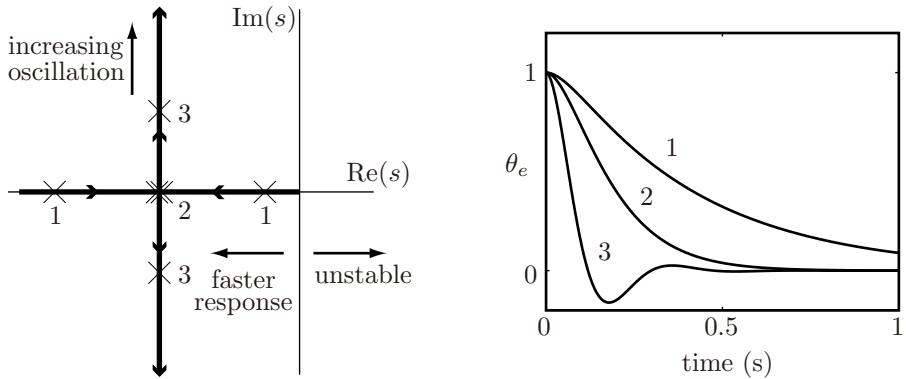 Im(s)
increasing
oscillation
3
Re(s)
1
2
1
3
faster
response
unstable
1
θe
0
1
2
3
0
0.5
1
time (s)